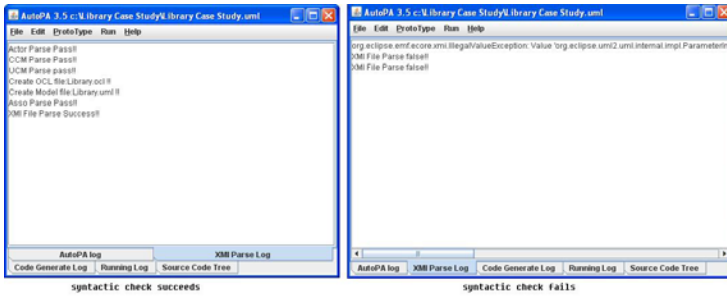 AutoPA 3.5 c:\Library Case Study\Library Case Study.uml
File Edit ProtoType Run Help
Actor Parse Pass!!
CCM Parse Pass!!
UCM Parse pass!!
Create OCL file:Library.ocl !!
Create Model file:Library.uml !!
Asso Parse Pass!!
XMI File Parse Success!!
AutoPA log XMI Parse Log
Code Generate Log Running Log Source Code Tree
syntactic check succeeds
AutoPA 3.5 c:\Library Case Study\Library Case Study.uml
File Edit ProtoType Run Help
org.eclipse.emf.ecore.xmi.IllegalValueException: Value 'org.eclipse.uml2.uml.internal.impl.ParameterIm
XMI File Parse false!!
XMI File Parse false!!
AutoPA log XMI Parse Log Code Generate Log Running Log Source Code Tree
syntactic check fails